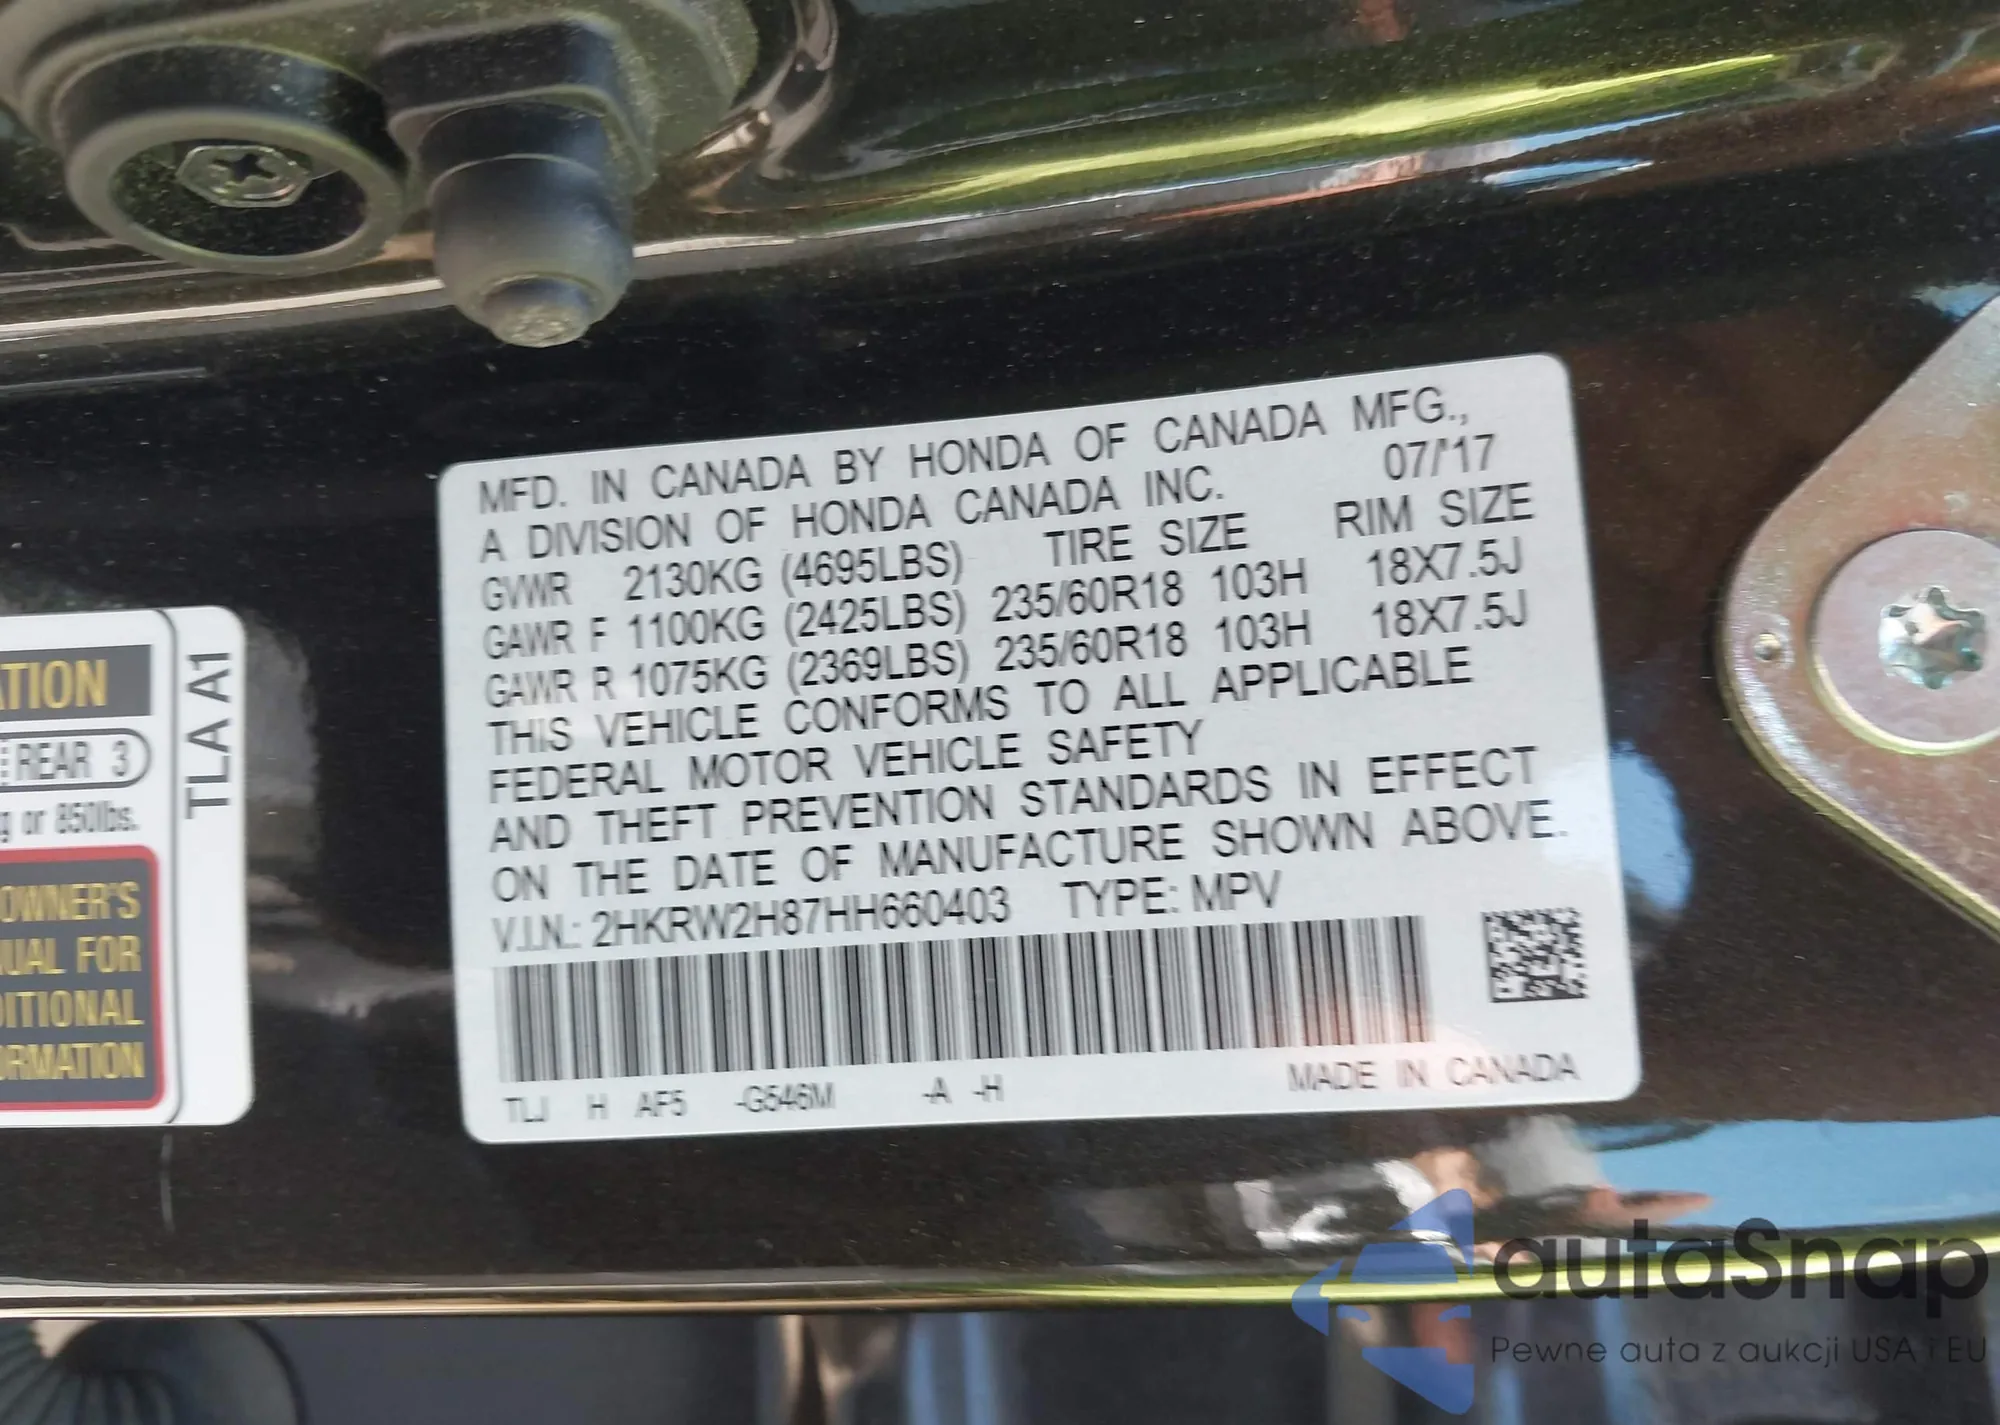 MFD. IN CANADA BY HONDA OF CANADA MFG.,
A DIVISION OF HONDA CANADA INC. 07/'17
GVWR 2130KG (4695LBS) TIRE SIZE RIM SIZE
GAWR F 1100KG (2425LBS) 235/60R18 103H 18X7.5J
GAWR R 1075KG (2369LBS) 235/60R18 103H 18X7.5J
THIS VEHICLE CONFORMS TO ALL APPLICABLE
FEDERAL MOTOR VEHICLE SAFETY
AND THEFT PREVENTION STANDARDS IN EFFECT
ON THE DATE OF MANUFACTURE SHOWN ABOVE.
V.I.N.: 2HKRW2H87HH660403 TYPE: MPV
TLJ H AF5 -G546M -A -H MADE IN CANADA
ATION
REAR 3
g or 850lbs.
OWNER'S
UAL FOR
DITIONAL
ORMATION
TLA A1
autaSnap
Pewne auta z aukcji USA i EU